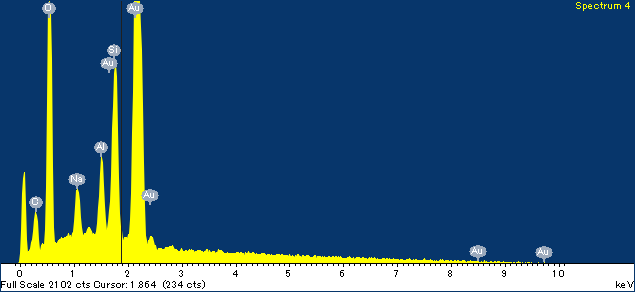 Spectrum 4
O Au
Si
Au
Al
Na
Au
C
Au Au
0 1 2 3 4 5 6 7 8 9 10
Full Scale 2102 cts Cursor: 1.864 (234 cts) keV